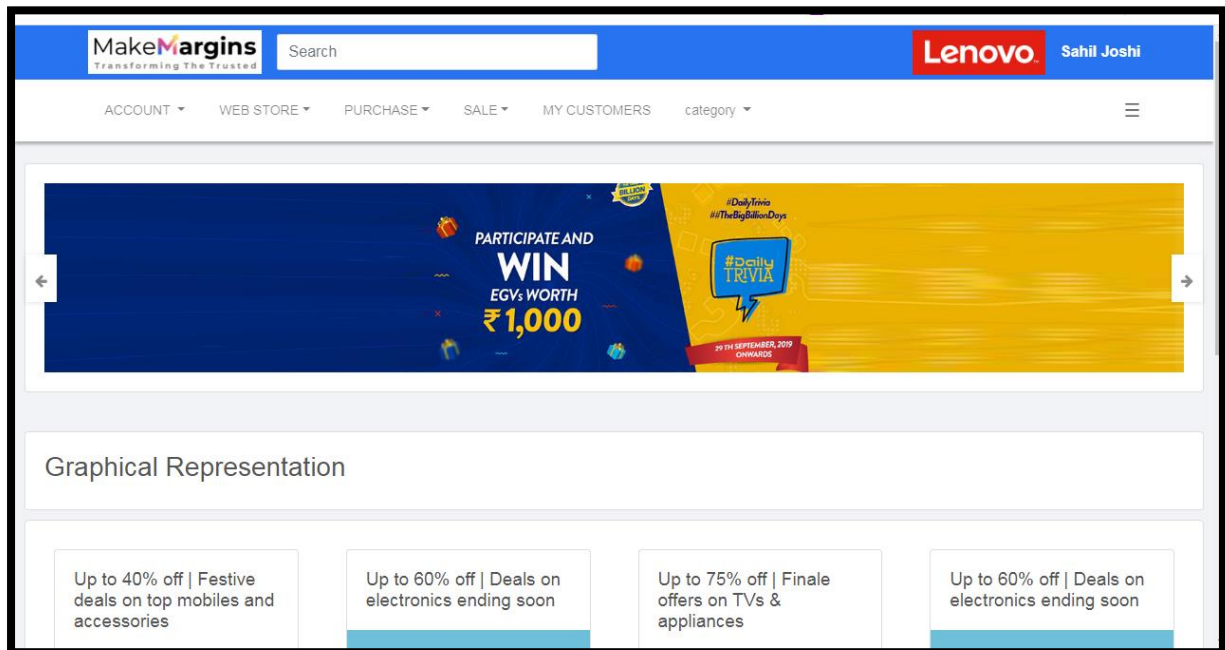 MakeMargins
Transforming The Trusted
Search
Lenovo
Sahil Joshi
ACCOUNT
WEB STORE
PURCHASE
SALE
MY CUSTOMERS
category
BILLION
DAYS
PARTICIPATE AND
WIN
EGVs WORTH
₹1,000
#DailyTrivia
##TheBigBillionDays
#Daily
TRIVIA
29 TH SEPTEMBER, 2019
ONWARDS
Graphical Representation
Up to 40% off | Festive
deals on top mobiles and
accessories
Up to 60% off | Deals on
electronics ending soon
Up to 75% off | Finale
offers on TVs &
appliances
Up to 60% off | Deals on
electronics ending soon